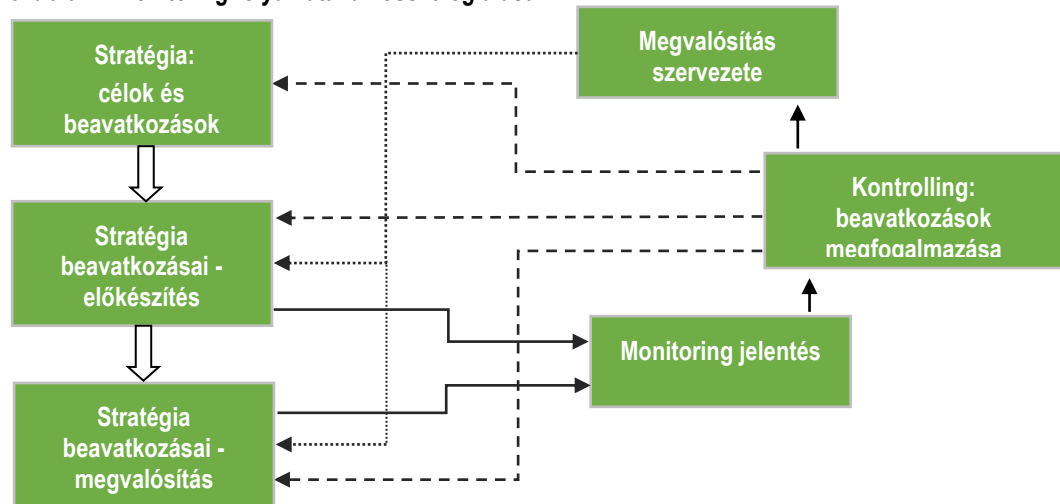 Stratégia:
célok és
beavatkozások
Megvalósítás
szervezete
Kontrolling:
beavatkozások
megfogalmazása
Stratégia
beavatkozásai -
előkészítés
Monitoring jelentés
Stratégia
beavatkozásai -
megvalósítás